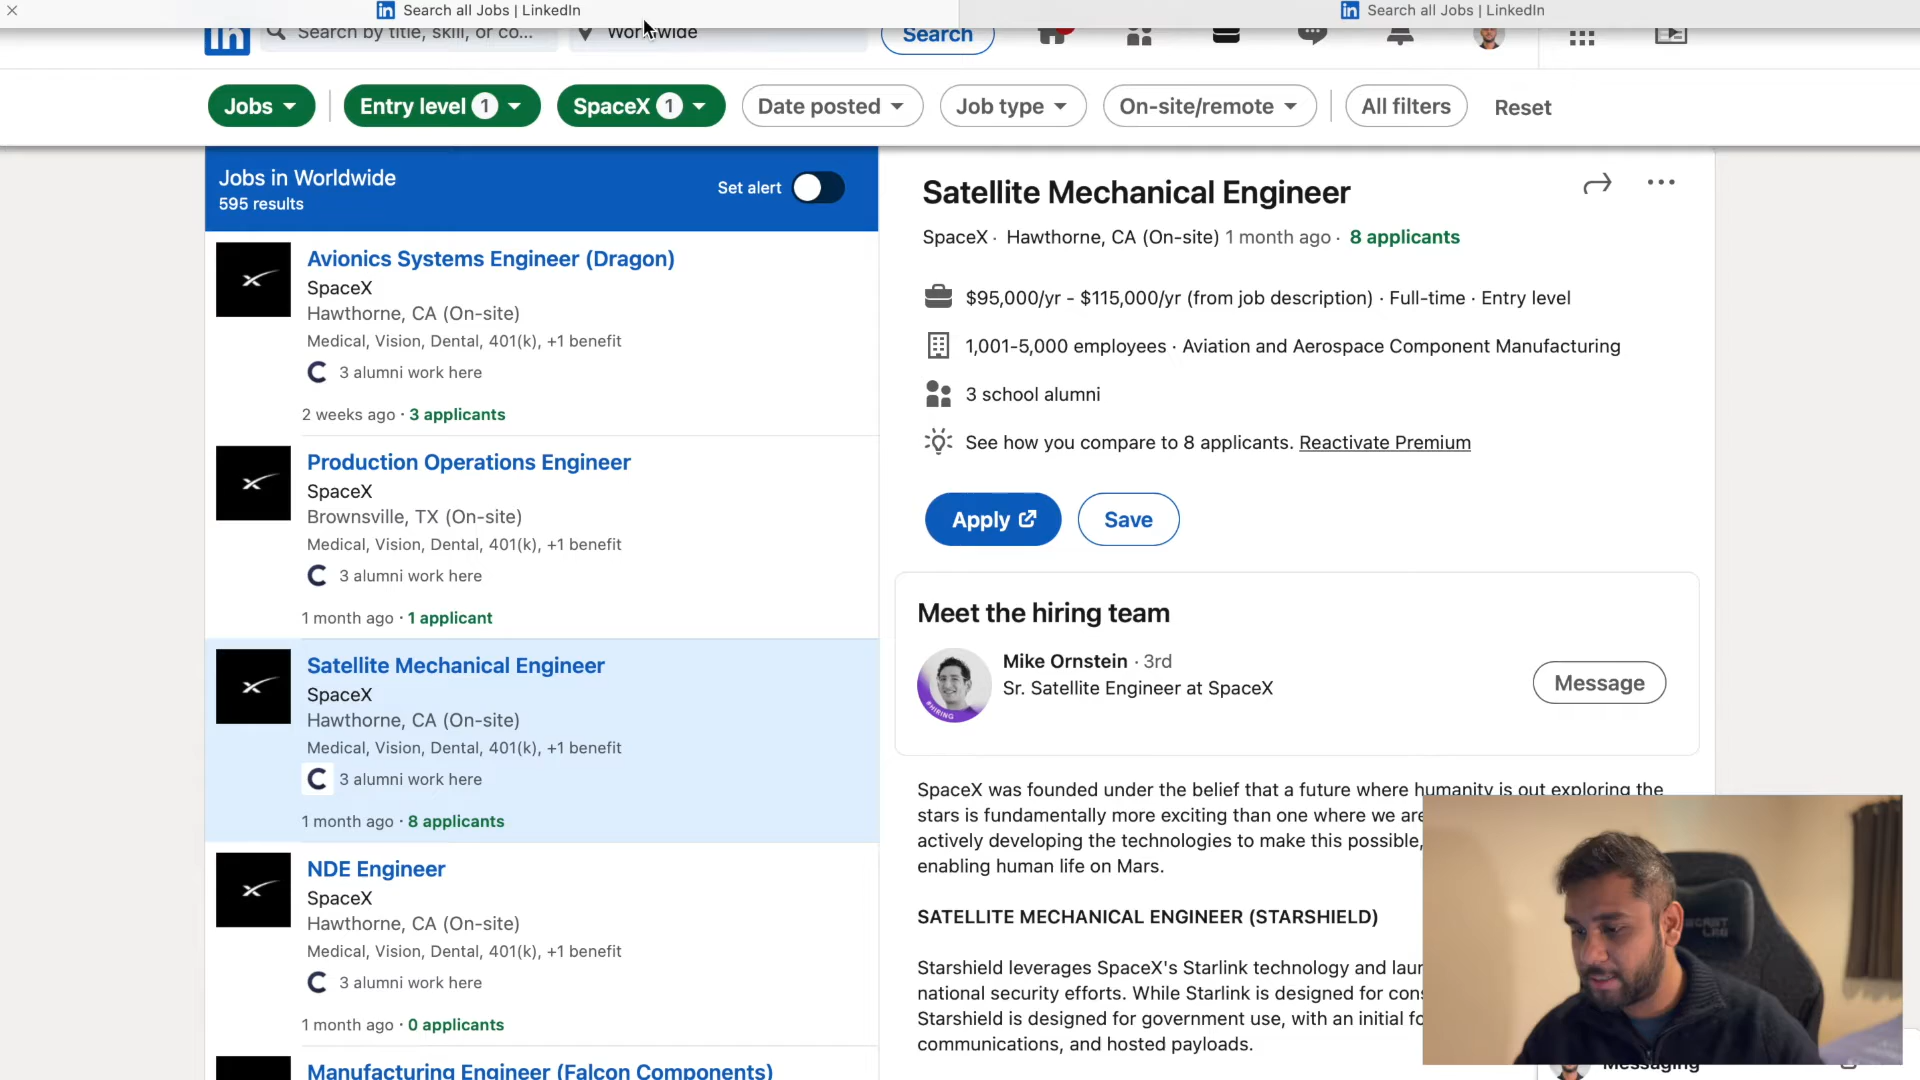 Search all Jobs | LinkedIn
Search all Jobs | LinkedIn
in
Search by title, skill, or co...
Worldwide
Search
Jobs
Entry level 1
SpaceX 1
Date posted
Job type
On-site/remote
All filters
Reset
Jobs in Worldwide
595 results
Set alert
Avionics Systems Engineer (Dragon)
SpaceX
Hawthorne, CA (On-site)
Medical, Vision, Dental, 401(k), +1 benefit
3 alumni work here
2 weeks ago · 3 applicants
Production Operations Engineer
SpaceX
Brownsville, TX (On-site)
Medical, Vision, Dental, 401(k), +1 benefit
3 alumni work here
1 month ago · 1 applicant
Satellite Mechanical Engineer
SpaceX
Hawthorne, CA (On-site)
Medical, Vision, Dental, 401(k), +1 benefit
3 alumni work here
1 month ago · 8 applicants
NDE Engineer
SpaceX
Hawthorne, CA (On-site)
Medical, Vision, Dental, 401(k), +1 benefit
3 alumni work here
1 month ago · 0 applicants
Manufacturing Engineer (Falcon Components)
Satellite Mechanical Engineer
SpaceX · Hawthorne, CA (On-site) 1 month ago · 8 applicants
$95,000/yr - $115,000/yr (from job description) · Full-time · Entry level
1,001-5,000 employees · Aviation and Aerospace Component Manufacturing
3 school alumni
See how you compare to 8 applicants. Reactivate Premium
Apply
Save
Meet the hiring team
Mike Ornstein · 3rd
Sr. Satellite Engineer at SpaceX
#HIRING
Message
SpaceX was founded under the belief that a future where humanity is out exploring the
stars is fundamentally more exciting than one where we are
actively developing the technologies to make this possible,
enabling human life on Mars.
SATELLITE MECHANICAL ENGINEER (STARSHIELD)
Starshield leverages SpaceX's Starlink technology and
national security efforts. While Starlink is designed for
Starshield is designed for government use, with an initial
communications, and hosted payloads.
Messaging